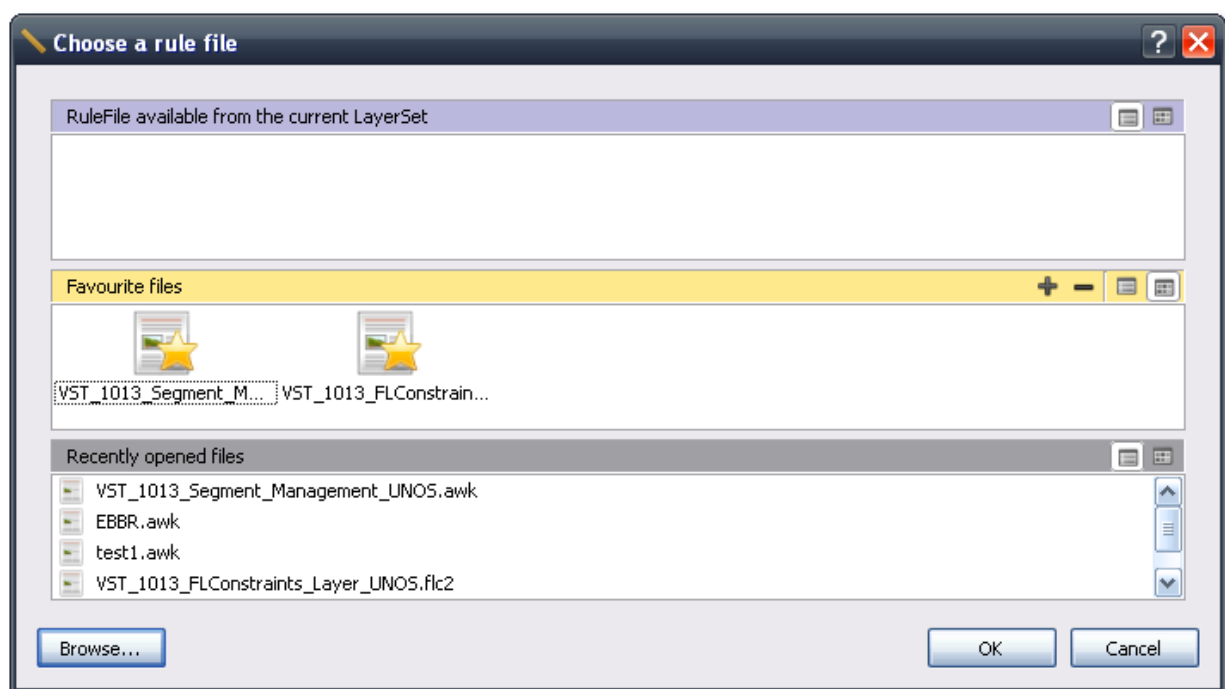 Choose a rule file
RuleFile available from the current LayerSet
Favourite files
VST_1013_Segment_M... VST_1013_FLConstrain...
Recently opened files
VST_1013_Segment_Management_UNOS.awk
EBBR.awk
test1.awk
VST_1013_FLConstraints_Layer_UNOS.flc2
Browse... OK Cancel